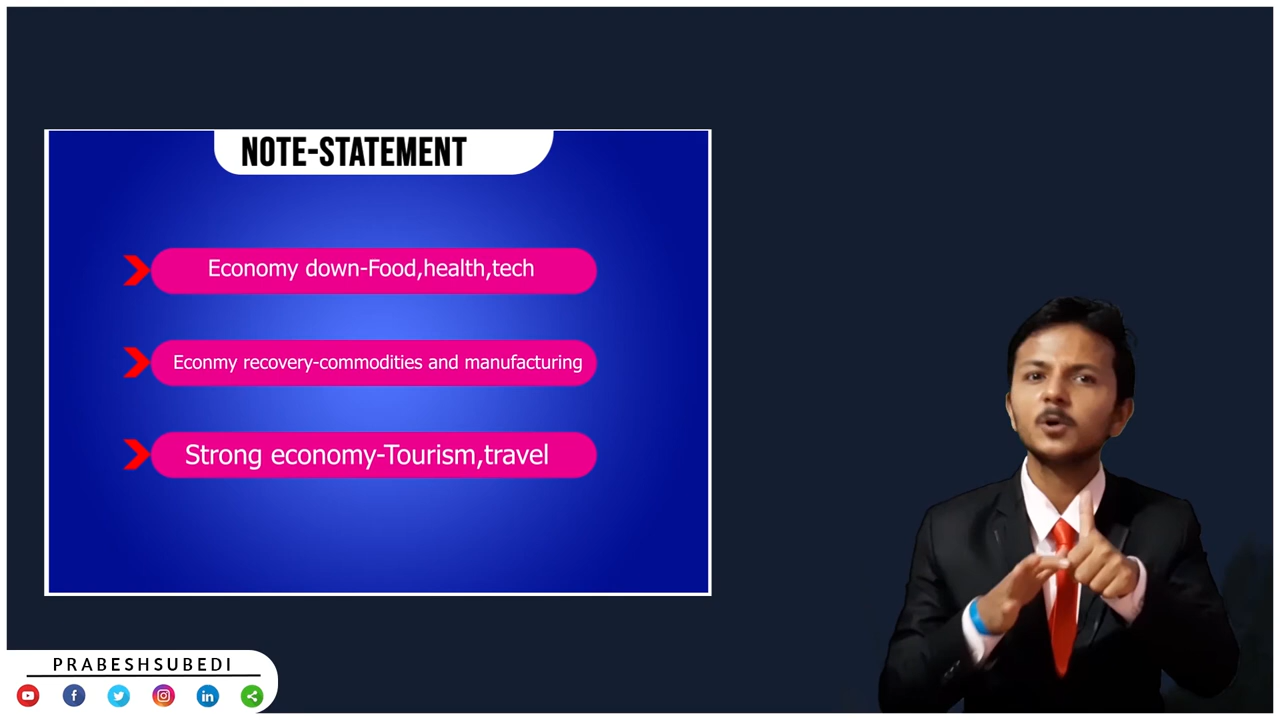 NOTE-STATEMENT
Economy down-Food,health,tech
Econmy recovery-commodities and manufacturing
Strong economy-Tourism,travel
PRABESHSUBEDI